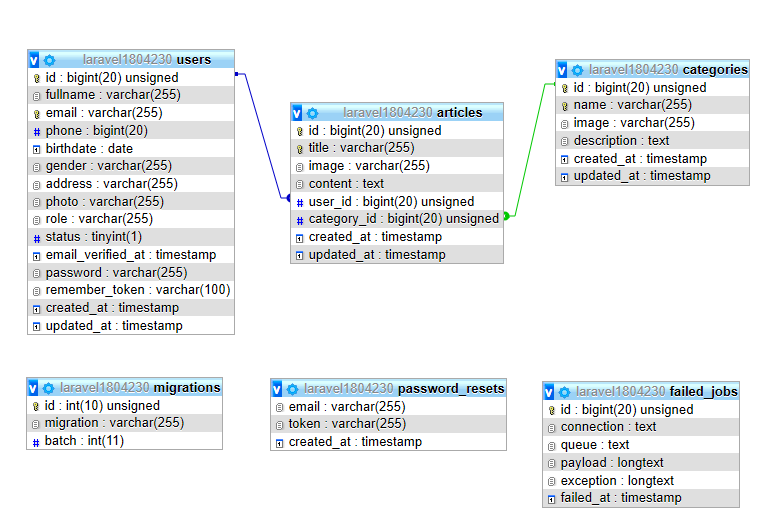 laravel1804230 users
id : bigint(20) unsigned
fullname : varchar(255)
email : varchar(255)
phone : bigint(20)
birthdate : date
gender : varchar(255)
address : varchar(255)
photo : varchar(255)
role : varchar(255)
status : tinyint(1)
email_verified_at : timestamp
password : varchar(255)
remember_token : varchar(100)
created_at : timestamp
updated_at : timestamp
laravel1804230 articles
id : bigint(20) unsigned
title : varchar(255)
image : varchar(255)
content : text
user_id : bigint(20) unsigned
category_id : bigint(20) unsigned
created_at : timestamp
updated_at : timestamp
laravel1804230 categories
id : bigint(20) unsigned
name : varchar(255)
image : varchar(255)
description : text
created_at : timestamp
updated_at : timestamp
laravel1804230 migrations
id : int(10) unsigned
migration : varchar(255)
batch : int(11)
laravel1804230 password_resets
email : varchar(255)
token : varchar(255)
created_at : timestamp
laravel1804230 failed_jobs
id : bigint(20) unsigned
connection : text
queue : text
payload : longtext
exception : longtext
failed_at : timestamp